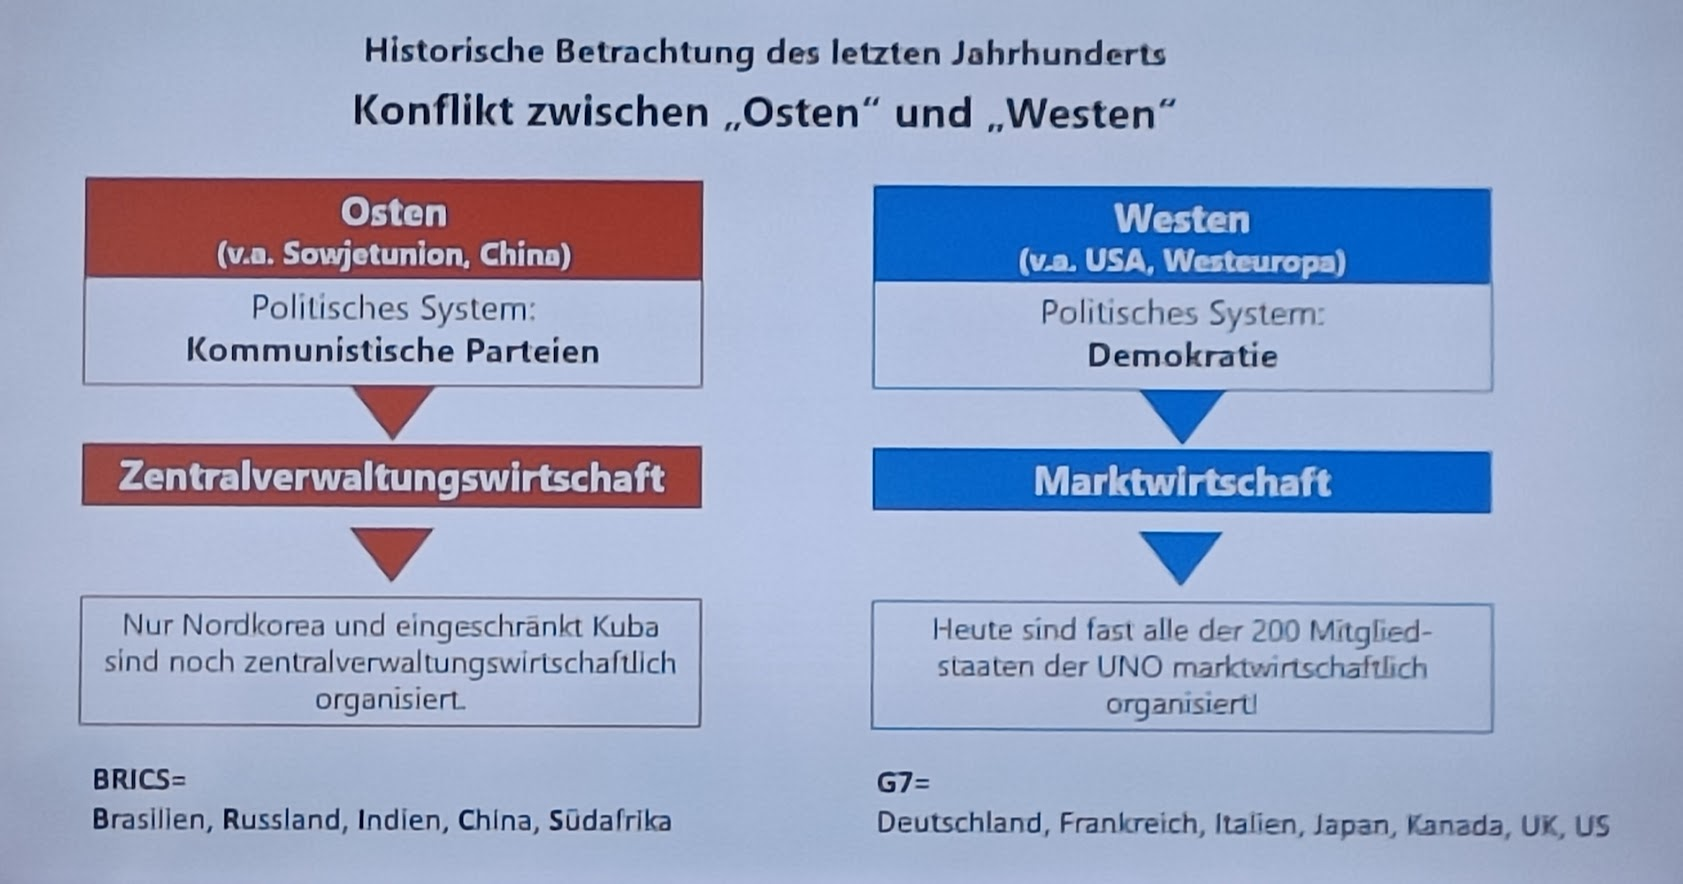 Historische Betrachtung des letzten Jahrhunderts
Konflikt zwischen „Osten“ und „Westen“
Osten
(v.a. Sowjetunion, China)
Politisches System:
Kommunistische Parteien
Zentralverwaltungswirtschaft
Nur Nordkorea und eingeschränkt Kuba
sind noch zentralverwaltungswirtschaftlich
organisiert.
BRICS=
Brasilien, Russland, Indien, China, Südafrika
Westen
(v.a. USA, Westeuropa)
Politisches System:
Demokratie
Marktwirtschaft
Heute sind fast alle der 200 Mitglied-
staaten der UNO marktwirtschaftlich
organisiert!
G7=
Deutschland, Frankreich, Italien, Japan, Kanada, UK, US